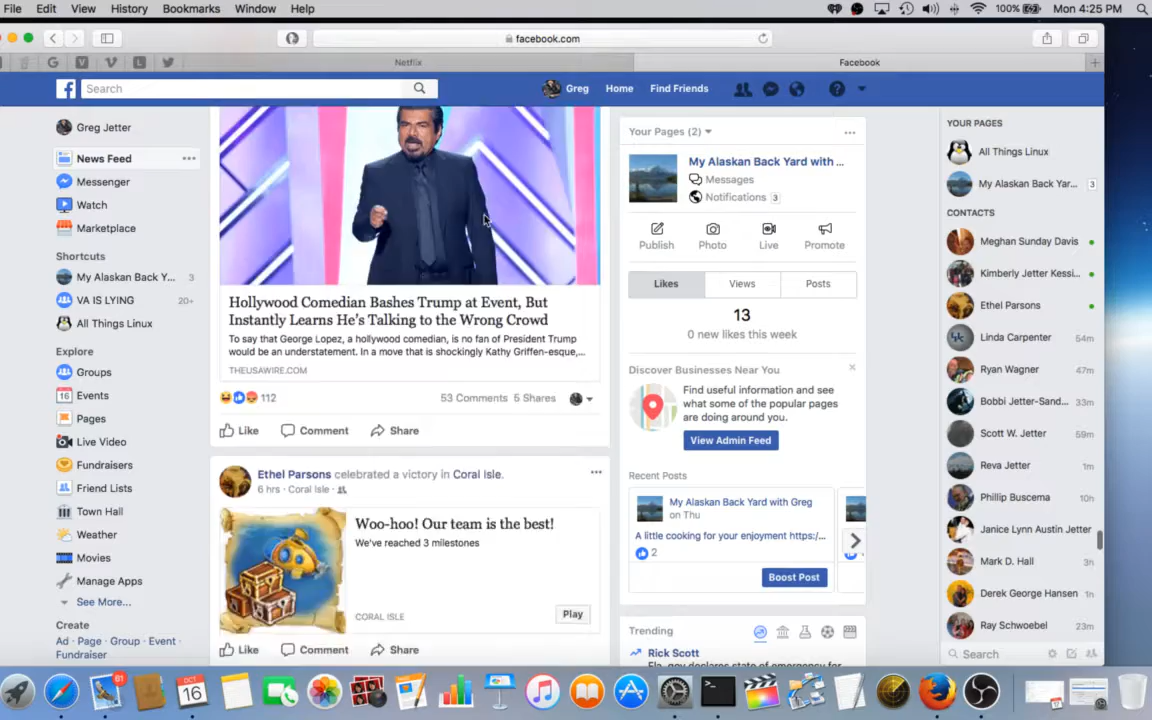 File Edit View History Bookmarks Window Help
100% Mon 4:25 PM
facebook.com
Netflix
Facebook
Search
Greg Home Find Friends
Greg Jetter
News Feed
Messenger
Watch
Marketplace
Shortcuts
My Alaskan Back Y... 3
VA IS LYING 20+
All Things Linux
Explore
Groups
Events
Pages
Live Video
Fundraisers
Friend Lists
Town Hall
Weather
Movies
Manage Apps
See More...
Create
Ad · Page · Group · Event ·
Fundraiser
Hollywood Comedian Bashes Trump at Event, But
Instantly Learns He's Talking to the Wrong Crowd
To say that George Lopez, a hollywood comedian, is no fan of President Trump
would be an understatement. In a move that is shockingly Kathy Griffen-esque,...
THEUSAWIRE.COM
112
53 Comments 5 Shares
Like Comment Share
Ethel Parsons celebrated a victory in Coral Isle.
6 hrs · Coral Isle ·
Woo-hoo! Our team is the best!
We've reached 3 milestones
CORAL ISLE
Play
Like Comment Share
Your Pages (2)
My Alaskan Back Yard with ...
Messages
Notifications 3
Publish Photo Live Promote
Likes Views Posts
13
0 new likes this week
Discover Businesses Near You
Find useful information and see
what some of the popular pages
are doing around you.
View Admin Feed
Recent Posts
My Alaskan Back Yard with Greg
on Thu
A little cooking for your enjoyment https:/...
2
Boost Post
Trending
Rick Scott
Fla. gov declares state of emergency for
YOUR PAGES
All Things Linux
My Alaskan Back Yar... 3
CONTACTS
Meghan Sunday Davis
Kimberly Jetter Kessi...
Ethel Parsons
Linda Carpenter 54m
Ryan Wagner 47m
Bobbi Jetter-Sand... 33m
Scott W. Jetter 59m
Reva Jetter 1m
Phillip Buscema 10h
Janice Lynn Austin Jetter
Mark D. Hall 3h
Derek George Hansen 1h
Ray Schwoebel 23m
Search
61
OCT
16